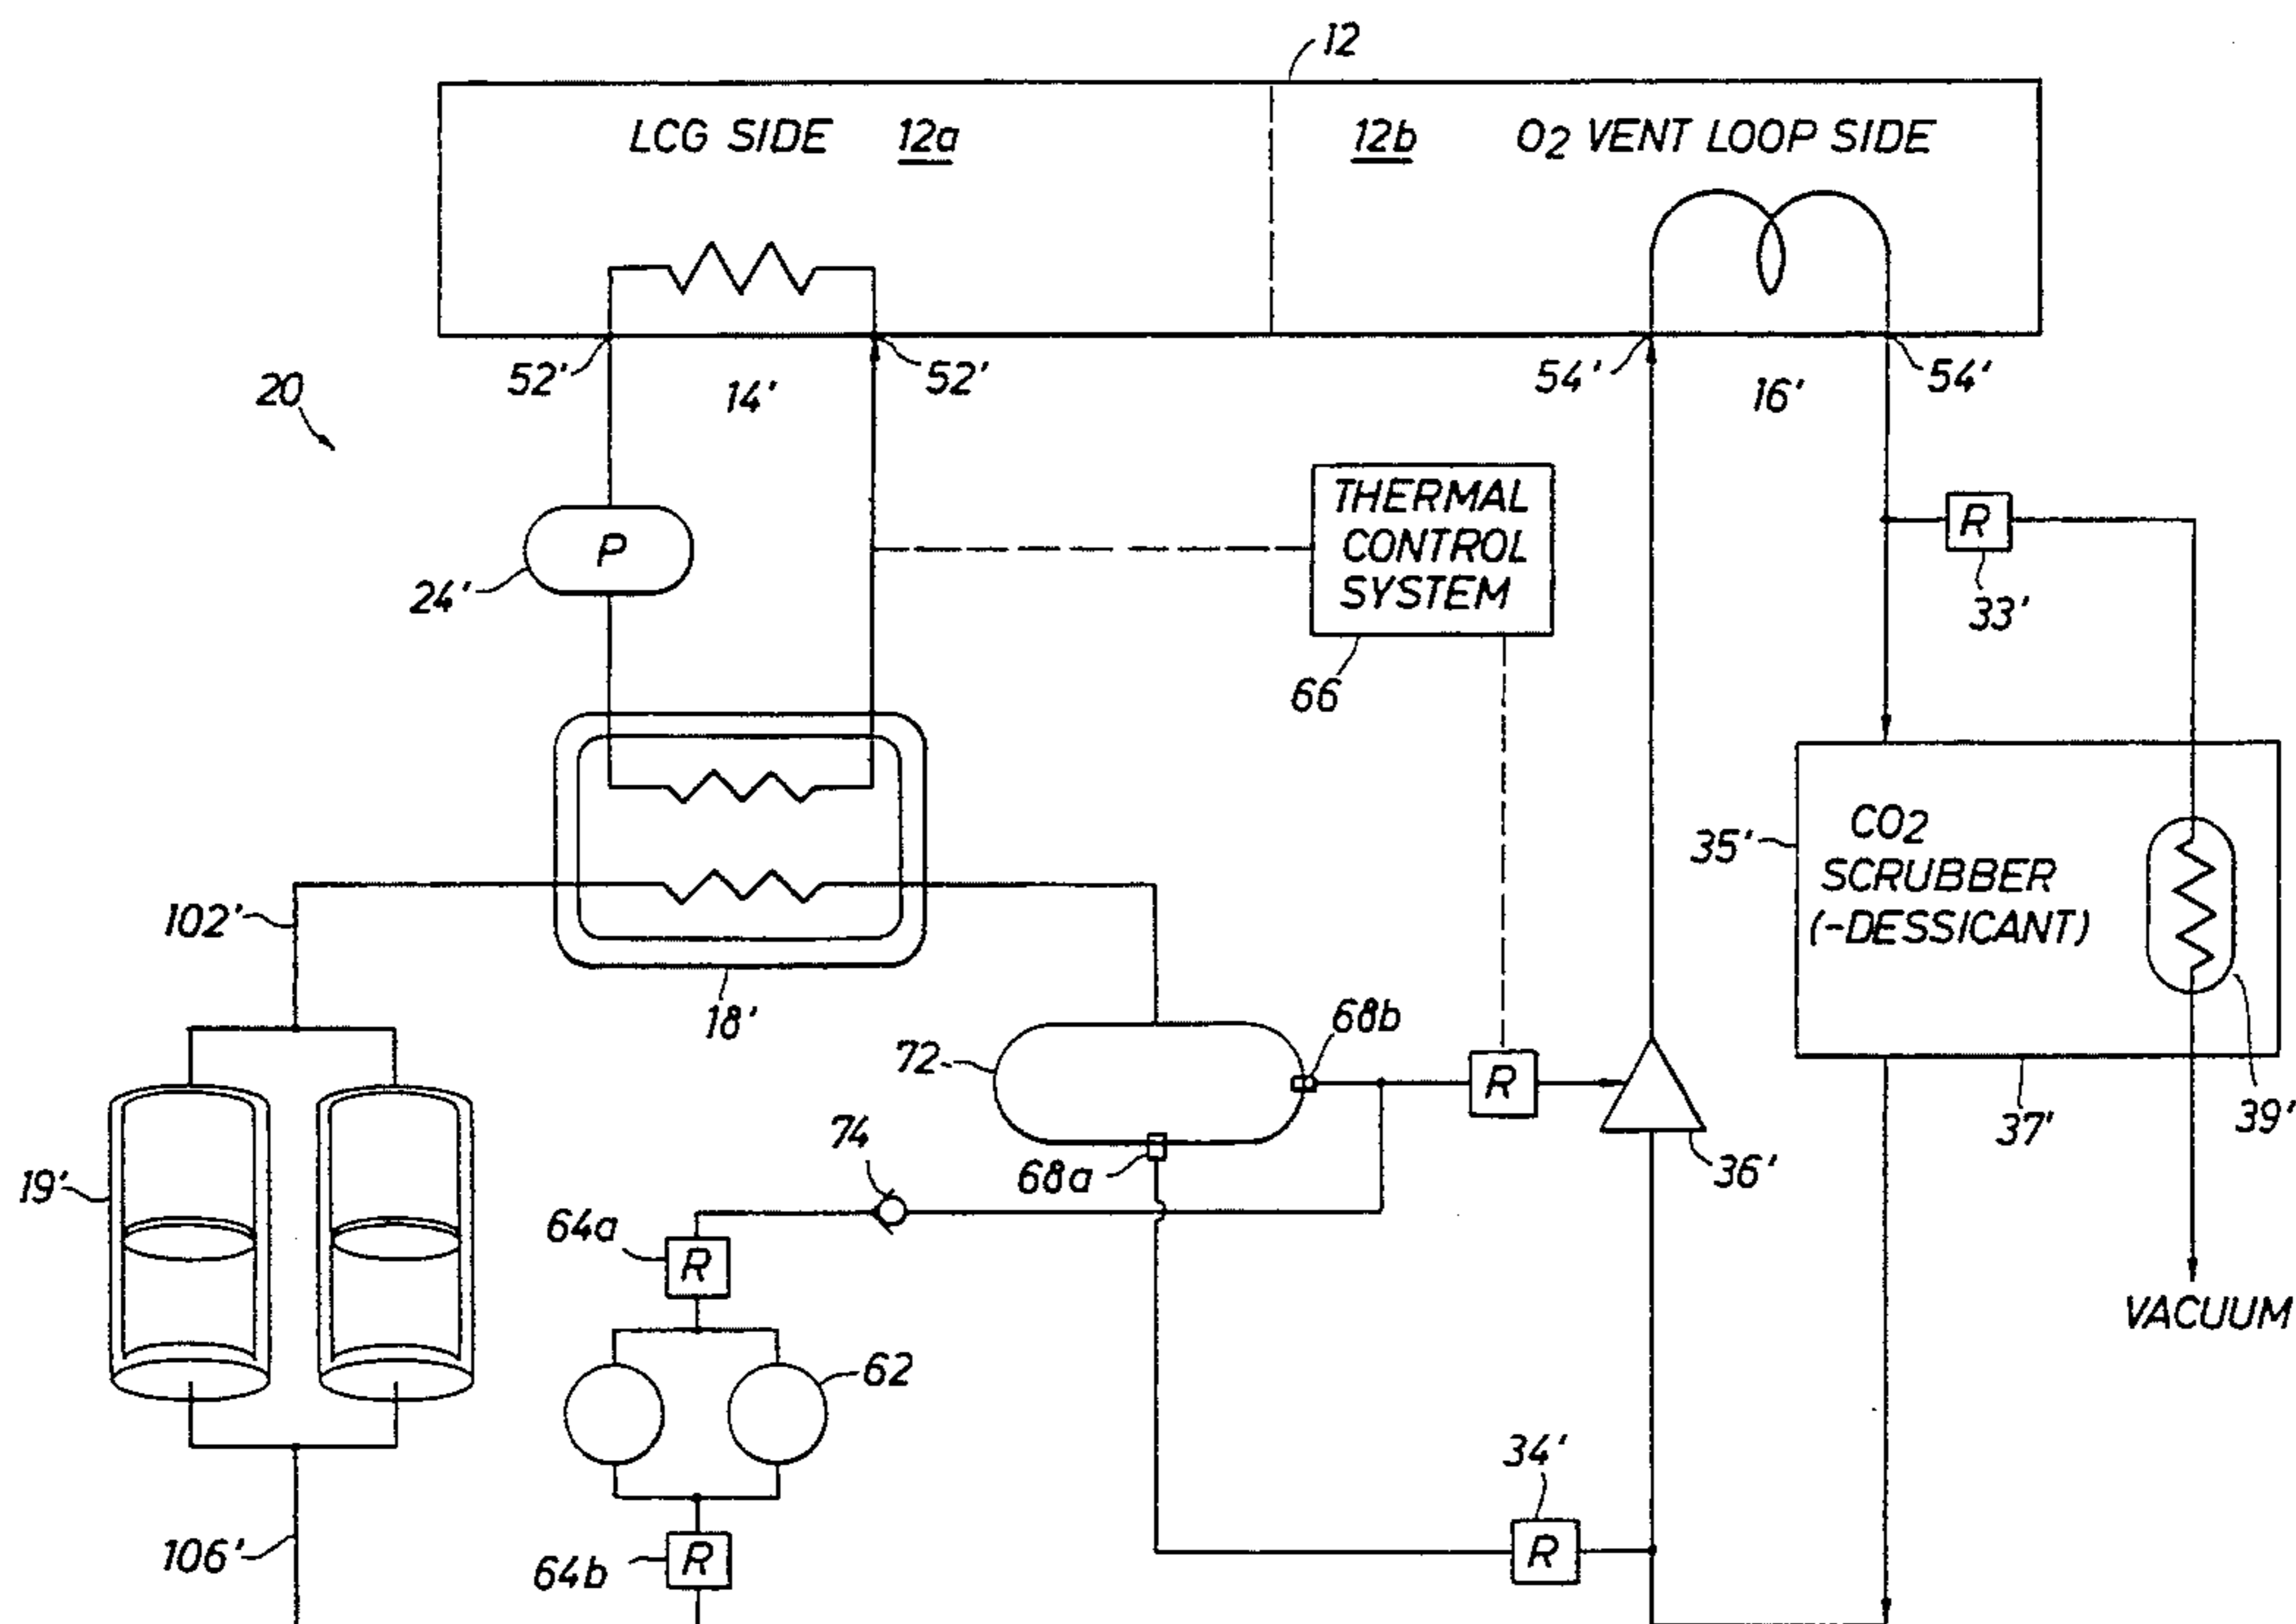 12
LCG SIDE 12a
12b O2 VENT LOOP SIDE
52'
14'
52'
54'
16'
54'
20
THERMAL
CONTROL
SYSTEM
R
33'
P
24'
66
CO2
SCRUBBER
(-DESSICANT)
35'
102'
18'
68b
72
R
39'
37'
74
68a
36'
19'
64a
R
VACUUM
62
34'
R
106'
64b
R